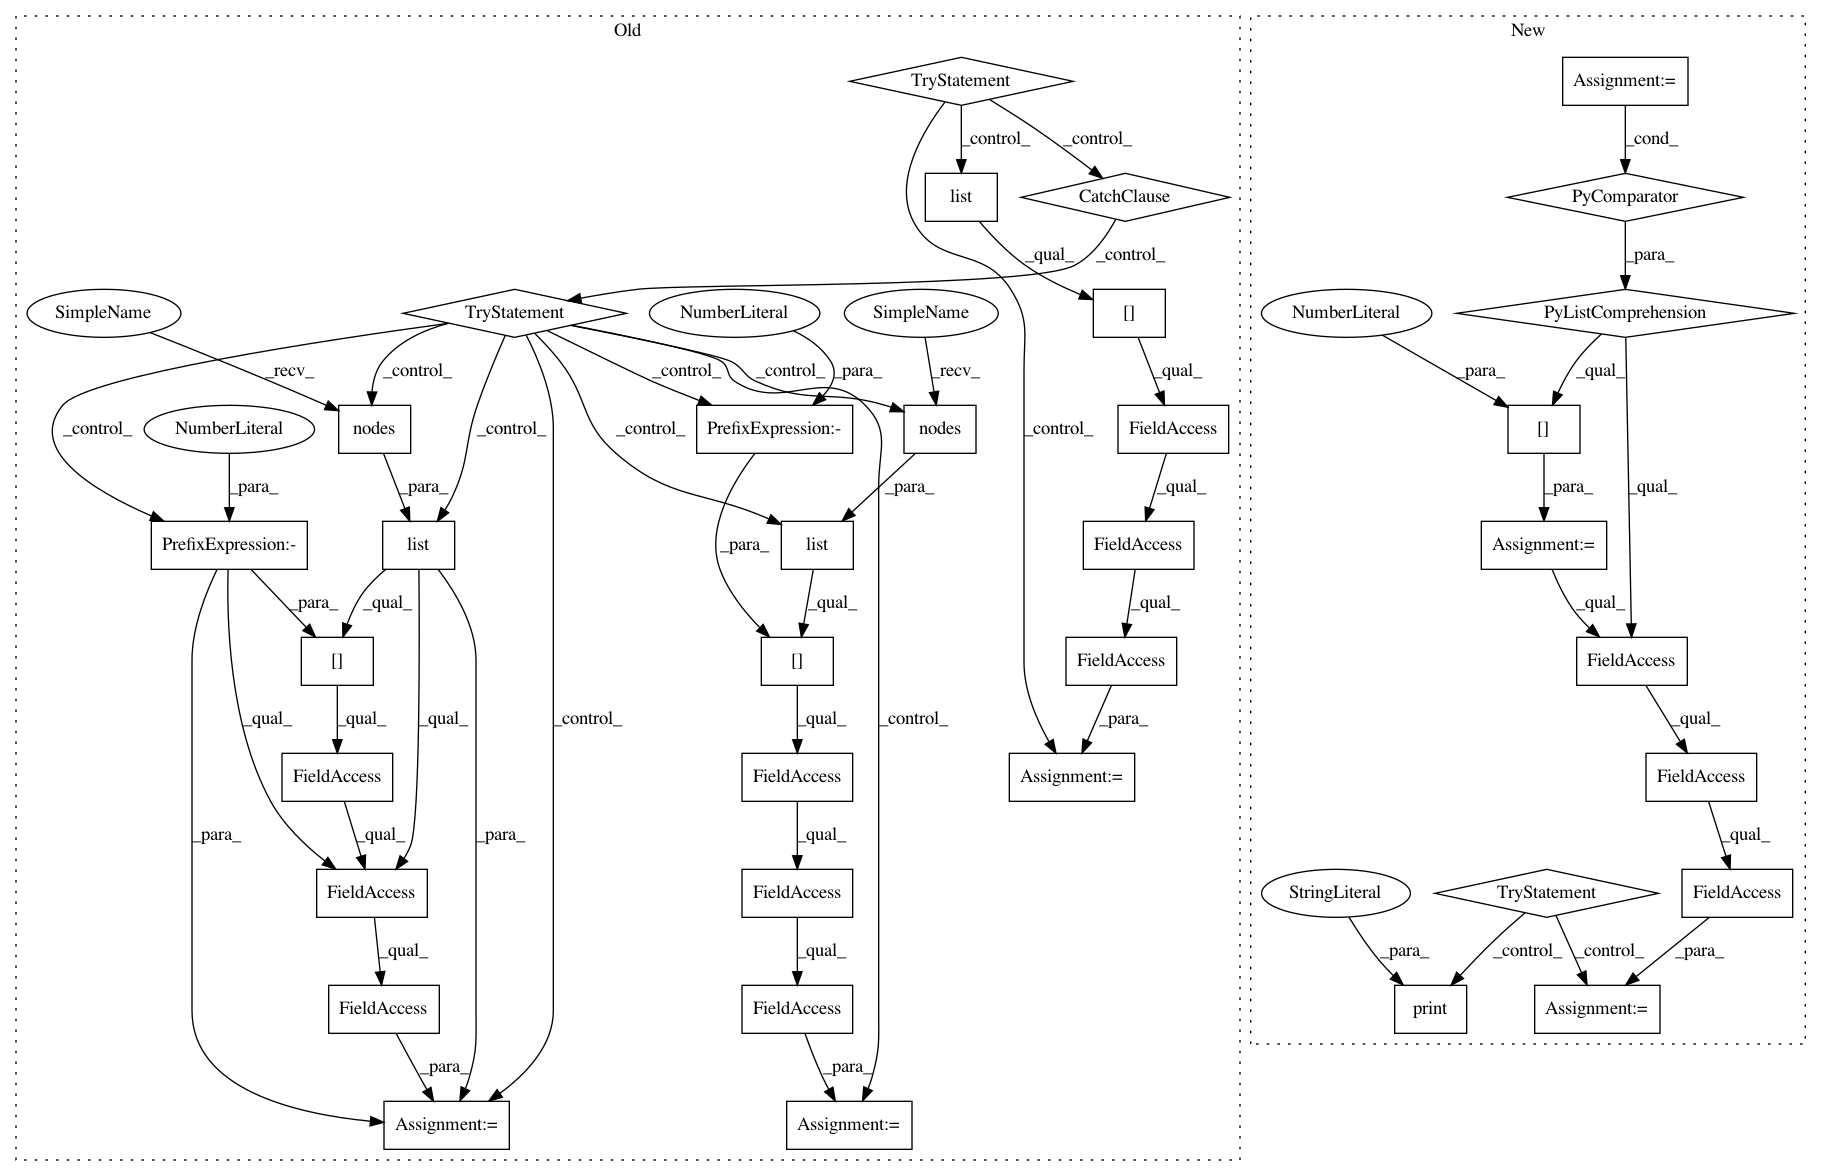 Old
New
TryStatement
Assignment:=
_control_
_control_
_cond_
list
CatchClause
PyComparator
_qual_
_control_
_para_
SimpleName
TryStatement
NumberLiteral
SimpleName
[]
NumberLiteral
PyListComprehension
_recv_
_control_
_control_
_para_
_control_
_recv_
_qual_
_para_
_qual_
NumberLiteral
nodes
PrefixExpression:-
nodes
FieldAccess
[]
_control_
_control_
_control_
_control_
_para_
_para_
_para_
_qual_
_para_
_qual_
PrefixExpression:-
list
list
FieldAccess
Assignment:=
_para_
_para_
_qual_
_qual_
_qual_
_qual_
[]
[]
FieldAccess
FieldAccess
_qual_
_qual_
_qual_
_control_
_qual_
_control_
_para_
_qual_
FieldAccess
FieldAccess
Assignment:=
FieldAccess
_para_
_qual_
_para_
_qual_
_qual_
FieldAccess
FieldAccess
StringLiteral
TryStatement
FieldAccess
_qual_
_qual_
_para_
_control_
_control_
_para_
FieldAccess
FieldAccess
print
Assignment:=
_para_
_para_
Assignment:=
Assignment:=